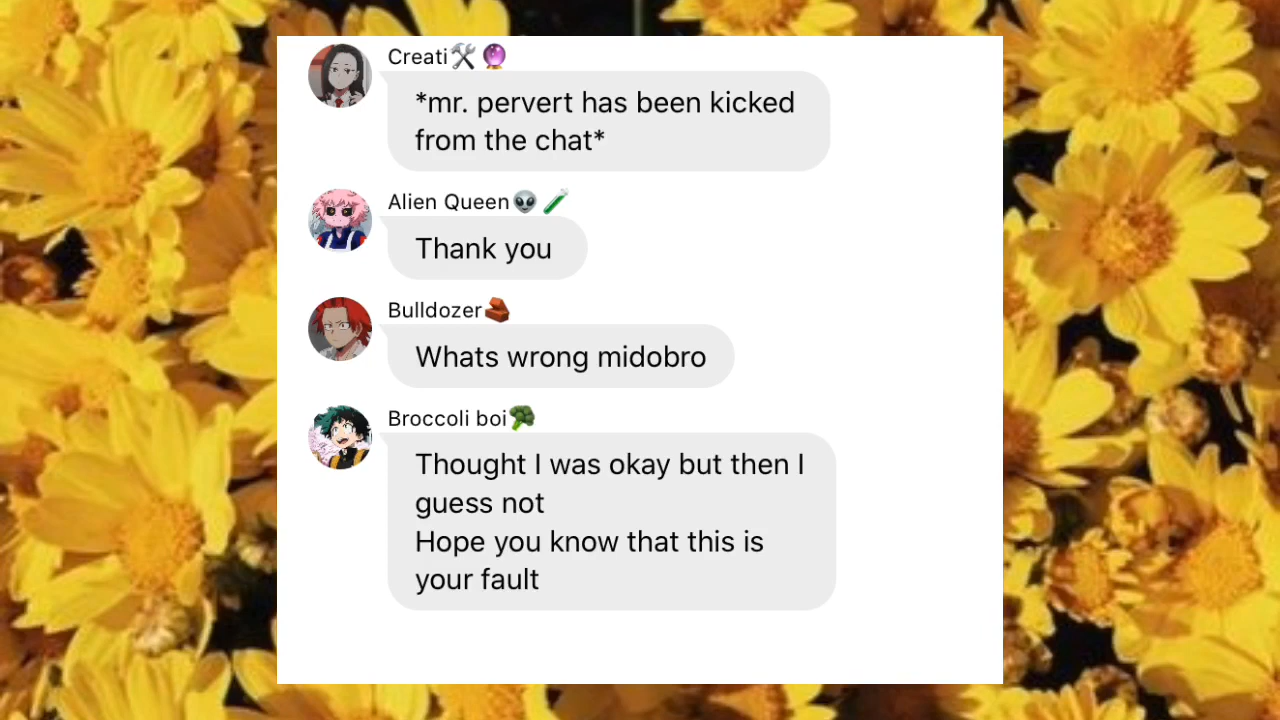 Creati🛠️🔮
*mr. pervert has been kicked
from the chat*
Alien Queen👽🧪
Thank you
Bulldozer🧱
Whats wrong midobro
Broccoli boi🥦
Thought I was okay but then I
guess not
Hope you know that this is
your fault